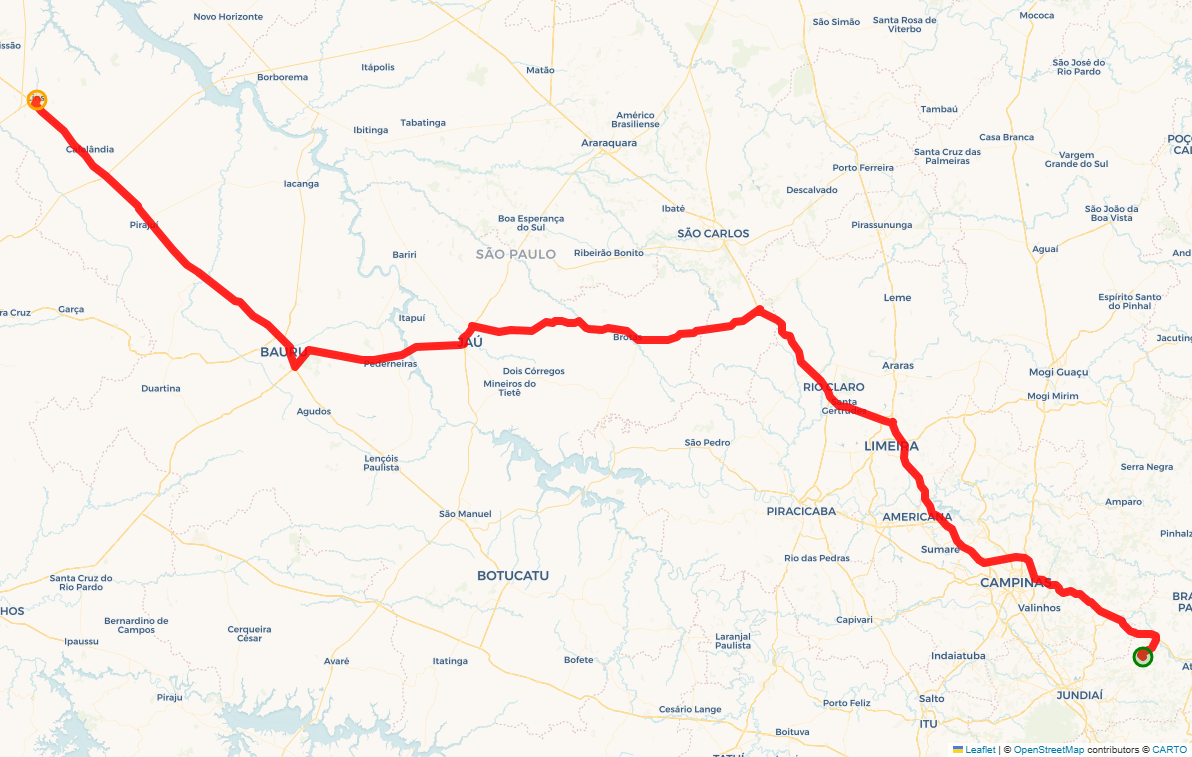 Novo Horizonte
São Simão
Santa Rosa de
Viterbo
Mococa
issão
Itápolis
Matão
São José do
Rio Pardo
Borborema
Ibitinga
Tabatinga
Américo
Brasiliense
Tambaú
Araraquara
Casa Branca
POÇ
CAL
Santa Cruz das
Palmeiras
Vargem
Grande do Sul
Porto Ferreira
Iacanga
Descalvado
Ibaté
São João da
Boa Vista
Boa Esperança
do Sul
Pirassununga
SÃO CARLOS
Bariri
SÃO PAULO
Ribeirão Bonito
Aguaí
And
Leme
Espírito Santo
do Pinhal
ra Cruz
Garça
Itapuí
JAÚ
Jacuting
BAURU
Pederneiras
Araras
Dois Córregos
Mogi Guaçu
Duartina
Mineiros do
Tietê
RIO CLARO
Santa
Gertrudes
Mogi Mirim
Agudos
São Pedro
LIMEIRA
Lençóis
Paulista
Serra Negra
Amparo
São Manuel
PIRACICABA
AMERICANA
Pinhalz
Sumaré
Rio das Pedras
BOTUCATU
CAMPINAS
Santa Cruz do
Rio Pardo
BRA
PA
HOS
Valinhos
Bernardino de
Campos
Capivari
Cerqueira
César
Ipaussu
Laranjal
Paulista
Avaré
Itatinga
Bofete
Indaiatuba
At
Piraju
Salto
JUNDIAÍ
Cesário Lange
Porto Feliz
ITU
Boituva
TATUÍ
Leaflet | © OpenStreetMap contributors © CARTO